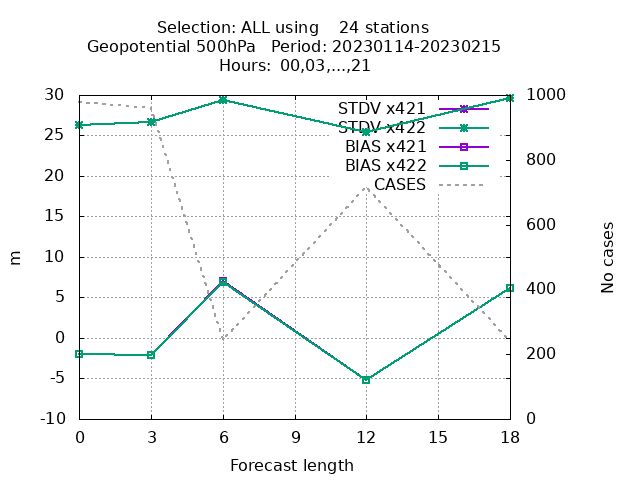 Selection: ALL using    24 stations
Geopotential 500hPa   Period: 20230114-20230215
Hours: 00,03,...,21
30
25
20
15
10
5
0
-5
-10
m
STDV x421
STDV x422
BIAS x421
BIAS x422
CASES
1000
800
600
400
200
0
No cases
0 3 6 9 12 15 18
Forecast length